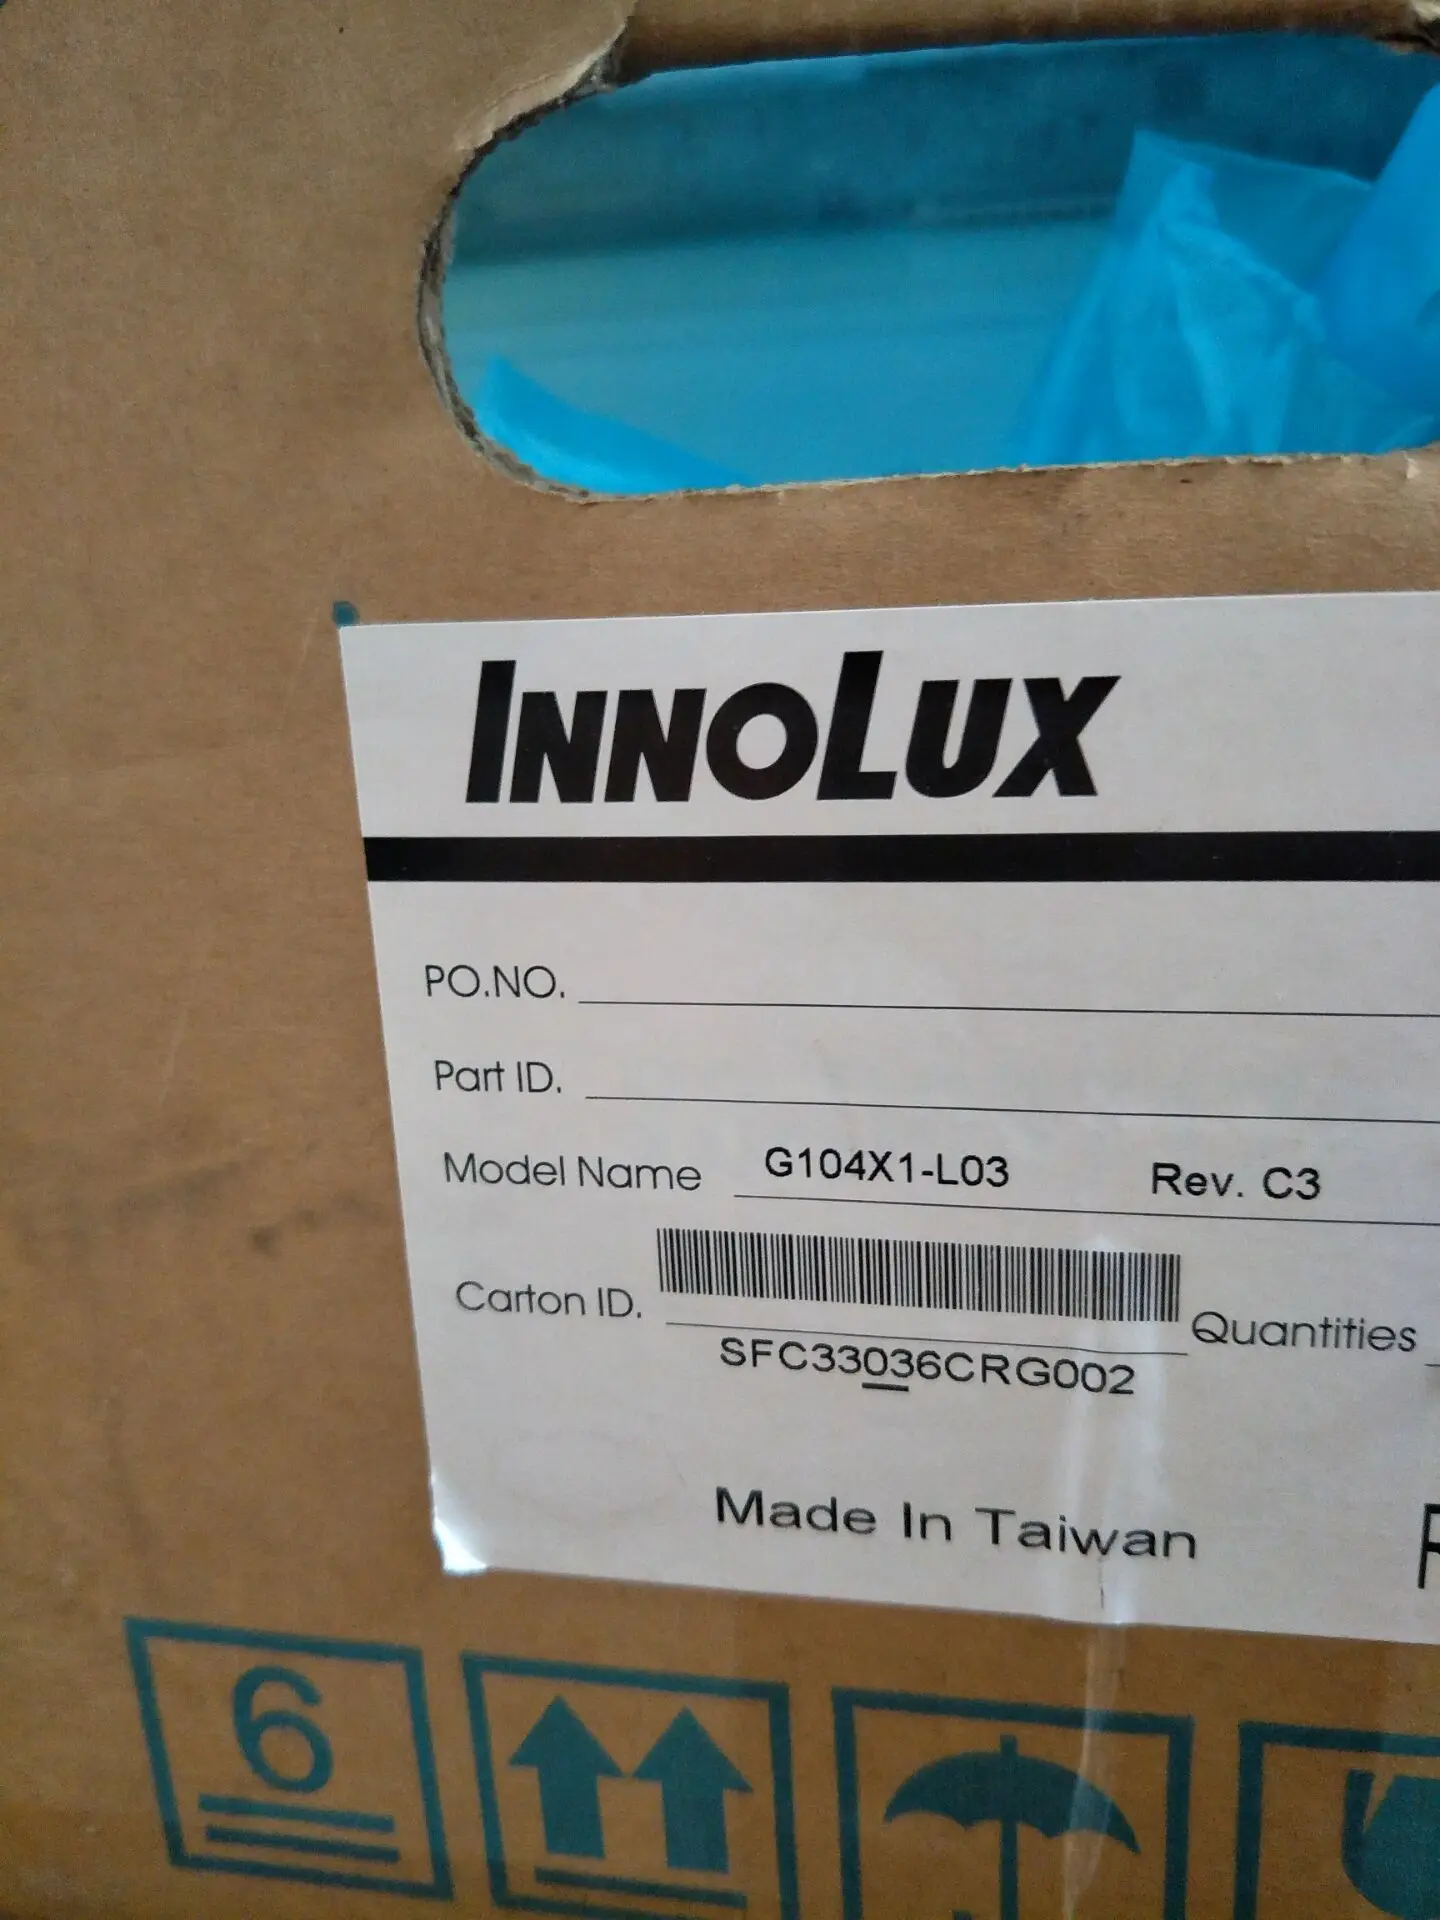 INNOLUX
PO.NO.
Part ID.
Model Name G104X1-L03 Rev. C3
Carton ID. Quantities
SFC33036CRG002
Made In Taiwan
6